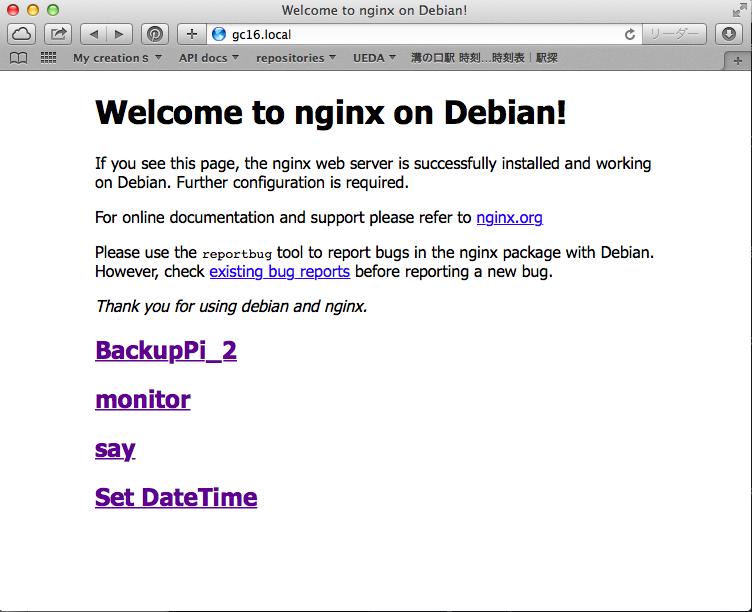 Welcome to nginx on Debian!
gc16.local
リーダー
My creation s
API docs
repositories
UEDA
溝の口駅 時刻…時刻表｜駅探
Welcome to nginx on Debian!
If you see this page, the nginx web server is successfully installed and working
on Debian. Further configuration is required.
For online documentation and support please refer to nginx.org
Please use the reportbug tool to report bugs in the nginx package with Debian.
However, check existing bug reports before reporting a new bug.
Thank you for using debian and nginx.
BackupPi_2
monitor
say
Set DateTime